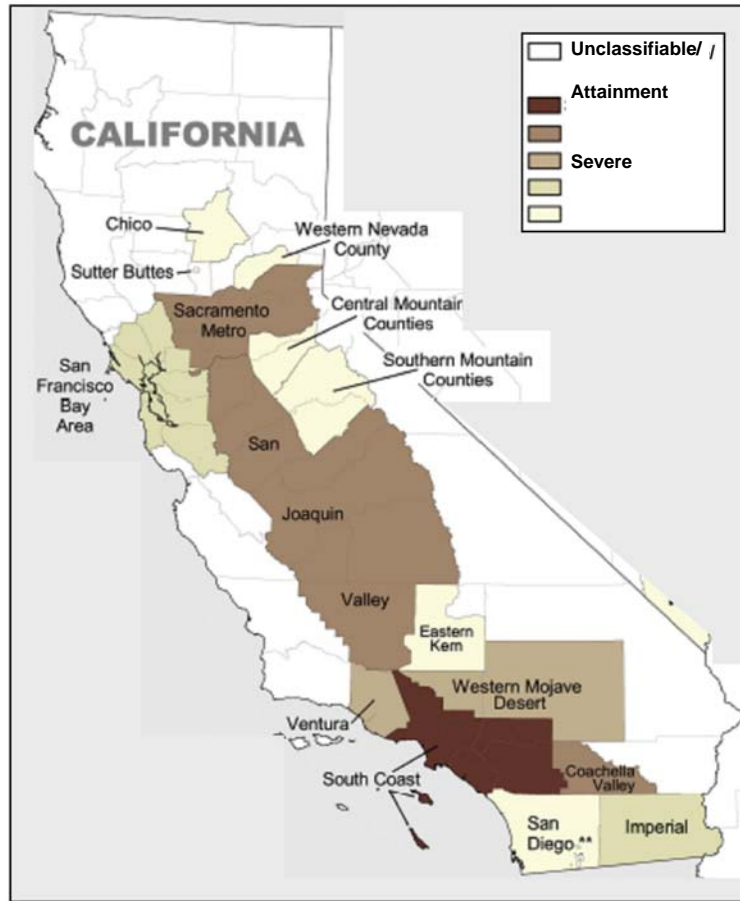 CALIFORNIA
Unclassifiable/ /
Attainment
Severe
Chico
Western Nevada
County
Sutter Buttes
Sacramento
Metro
Central Mountain
Counties
Southern Mountain
Counties
San
Francisco
Bay
Area
San
Joaquin
Valley
Eastern
Kern
Western Mojave
Desert
Ventura
South Coast
Coachella
Valley
San
Diego **
Imperial